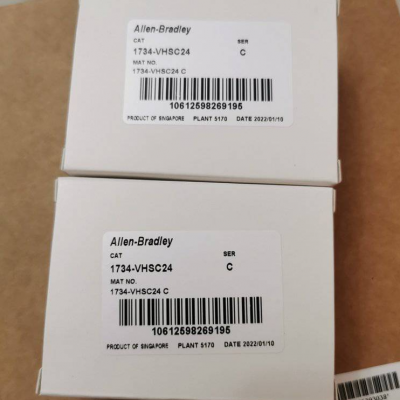 Allen-Bradley
CAT SER
1734-VHSC24 C
MAT NO.
1734-VHSC24 C
10612598269195
PRODUCT OF SINGAPORE PLANT 5170 DATE 2022/01/10
Allen-Bradley
CAT SER
1734-VHSC24 C
MAT NO.
1734-VHSC24 C
10612598269195
PRODUCT OF SINGAPORE PLANT 5170 DATE 2022/01/10